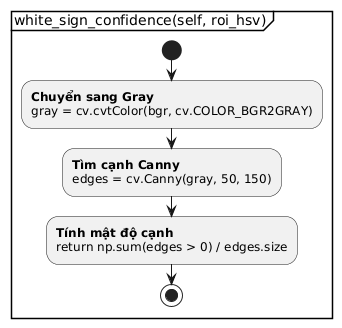 white_sign_confidence(self, roi_hsv)
Chuyển sang Gray
gray = cv.cvtColor(bgr, cv.COLOR_BGR2GRAY)
Tìm cạnh Canny
edges = cv.Canny(gray, 50, 150)
Tính mật độ cạnh
return np.sum(edges > 0) / edges.size